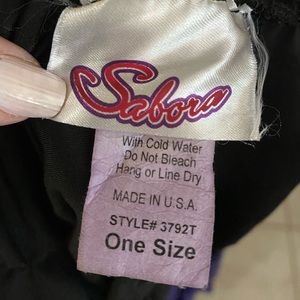 Sabora
With Cold Water
Do Not Bleach
Hang or Line Dry
MADE IN U.S.A.
STYLE# 3792T
One Size